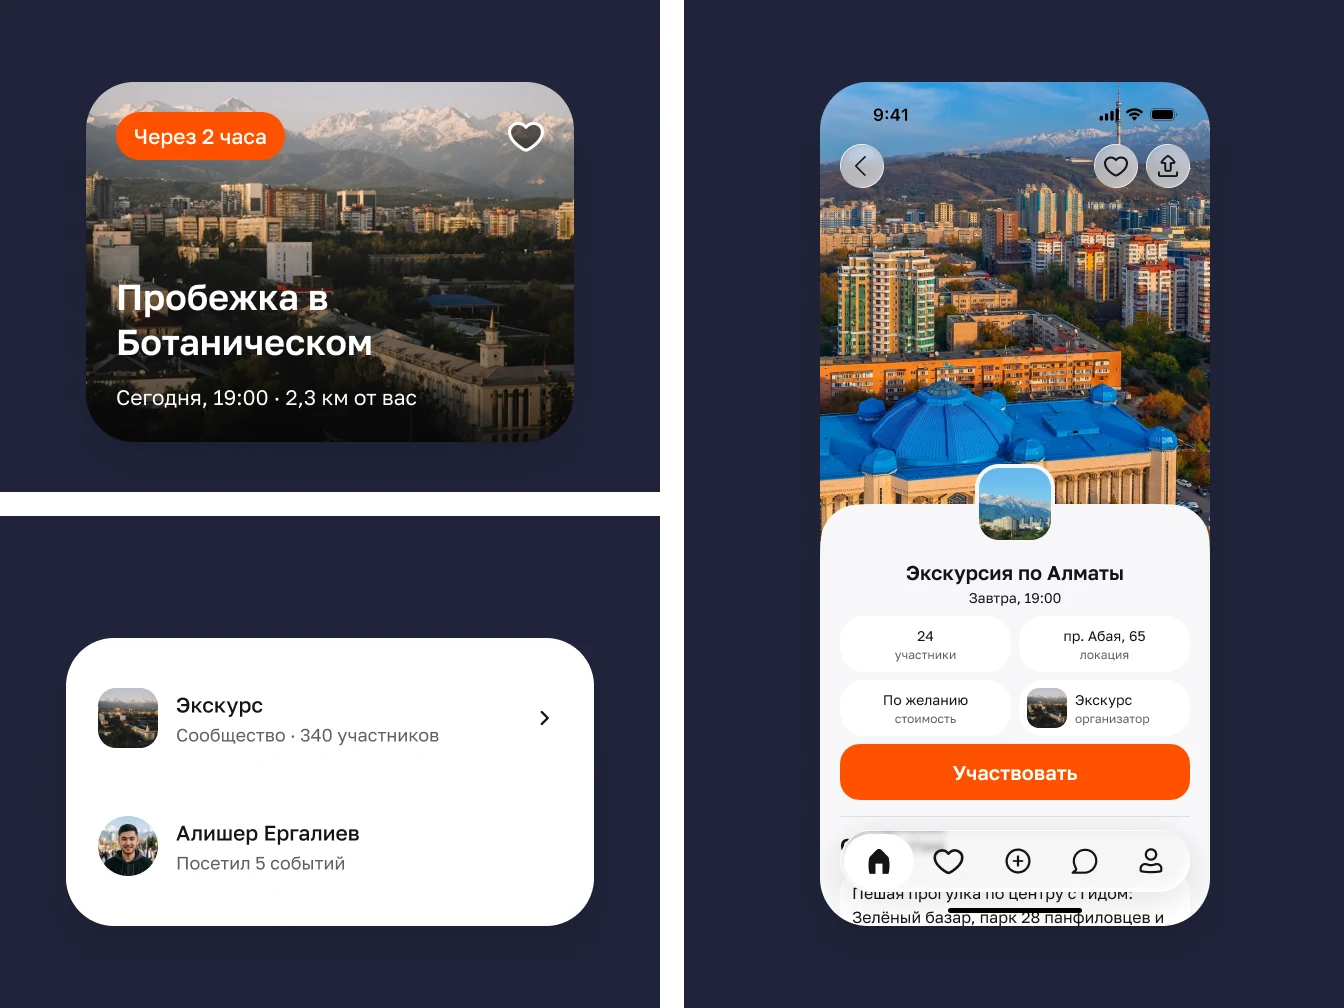 Через 2 часа
Пробежка в
Ботаническом
Сегодня, 19:00 · 2,3 км от вас
Экскурс
Сообщество · 340 участников
Алишер Ергалиев
Посетил 5 событий
9:41
Экскурсия по Алматы
Завтра, 19:00
24
участники
пр. Абая, 65
локация
По желанию
стоимость
Экскурс
организатор
Участвовать
Пешая прогулка по центру с гидом:
Зелёный базар, парк 28 панфиловцев и